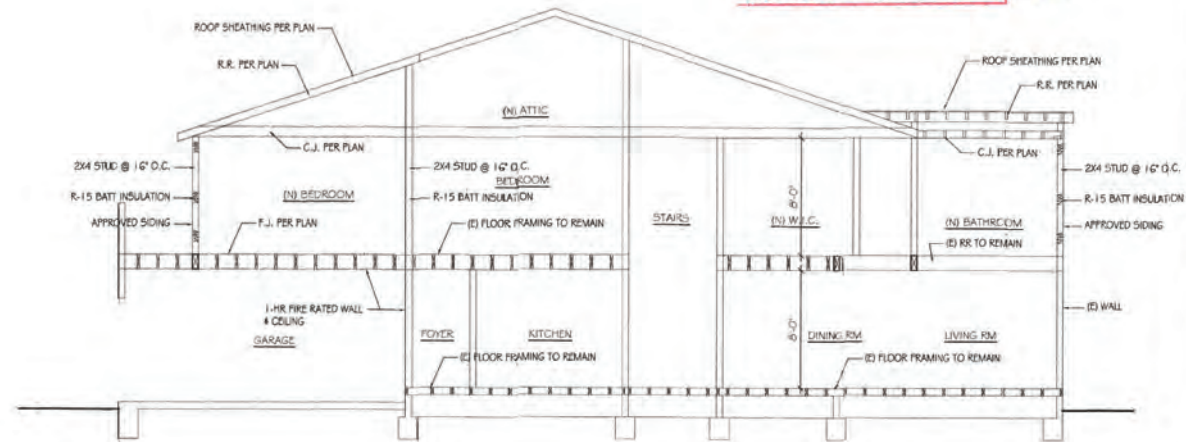 ROOF SHEATHING PER PLAN
R.R. PER PLAN
ROOF SHEATHING PER PLAN
R.R. PER PLAN
(N) ATTIC
C.J. PER PLAN
C.J. PER PLAN
2X4 STUD @ 16" O.C.
R-15 BATT INSULATION
APPROVED SIDING
(N) BEDROOM
2X4 STUD @ 16" O.C.
BEDROOM
R-15 BATT INSULATION
STAIRS
8'-0"
(N) W.I.C.
(N) BATHROOM
2X4 STUD @ 16" O.C.
R-15 BATT INSULATION
APPROVED SIDING
F.J. PER PLAN
(E) FLOOR FRAMING TO REMAIN
(E) RR TO REMAIN
1-HR FIRE RATED WALL
& CEILING
GARAGE
FOYER
KITCHEN
8'-0"
DINING RM
LIVING RM
(E) WALL
(E) FLOOR FRAMING TO REMAIN
(E) FLOOR FRAMING TO REMAIN